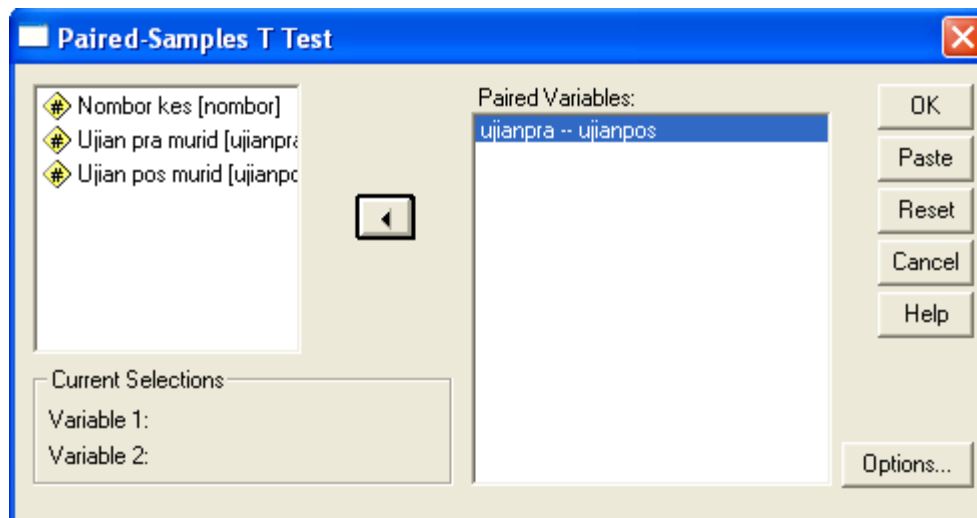 Paired-Samples T Test
Nombor kes [nombor]
Ujian pra murid [ujianpra
Ujian pos murid [ujianpo
Paired Variables:
ujianpra -- ujianpos
OK
Paste
Reset
Cancel
Help
Current Selections
Variable 1:
Variable 2:
Options...